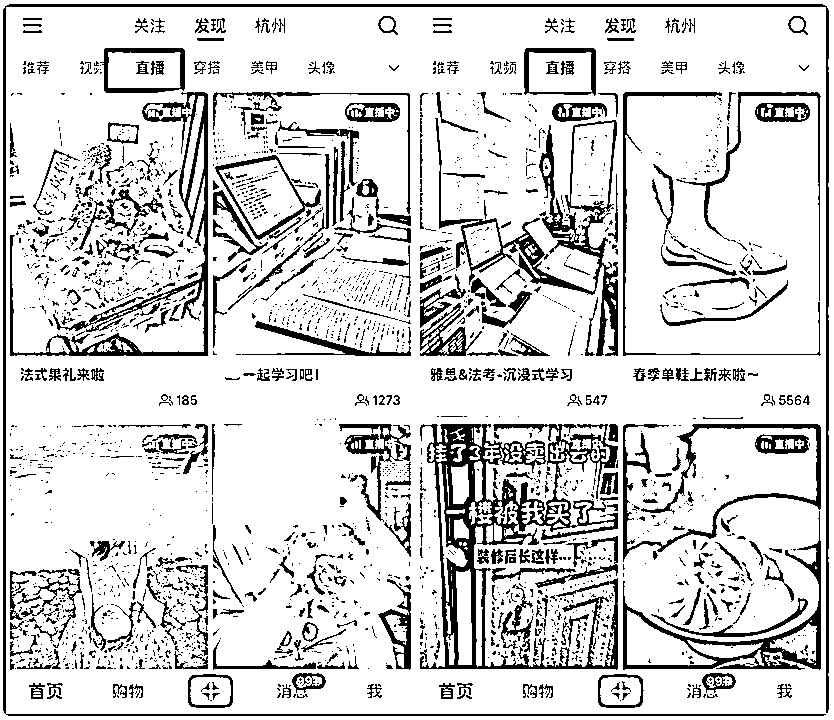 关注 发现 杭州
推荐 视频 直播 穿搭 美甲 头像
直播中
直播中
法式果礼来啦
185
一起学习吧!
1273
直播中
直播中
首页 购物 消息 99+ 我
关注 发现 杭州
推荐 视频 直播 穿搭 美甲 头像
直播中
直播中
雅思&法考-沉浸式学习
547
春季单鞋上新来啦~
5564
挂了3年没卖出去的
一楼被我买了
装修后长这样...
直播中
首页 购物 消息 99+ 我